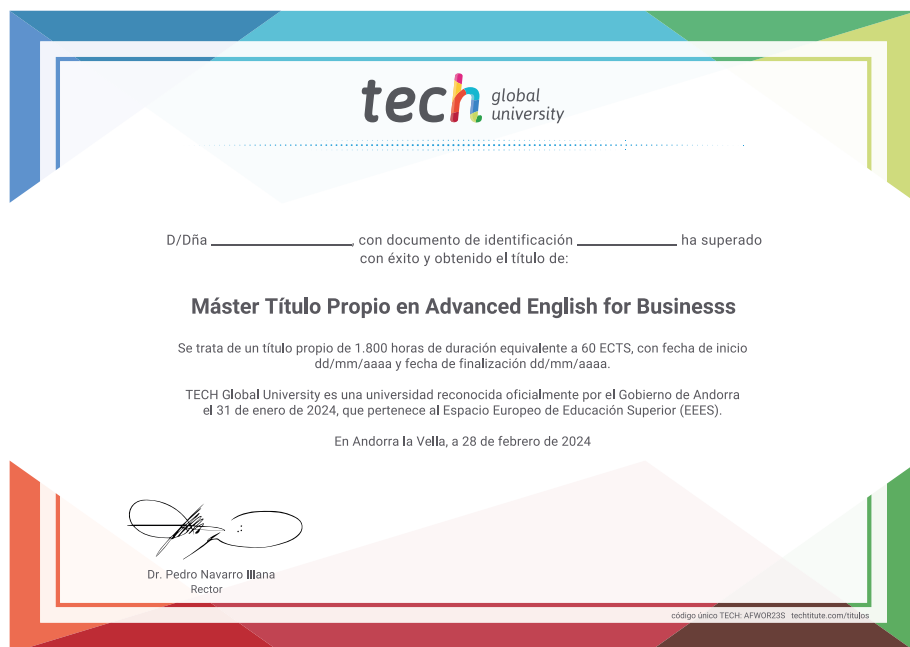 tech global university
D/Dña , con documento de identificación ha superado
con éxito y obtenido el título de:
Máster Título Propio en Advanced English for Businesss
Se trata de un título propio de 1.800 horas de duración equivalente a 60 ECTS, con fecha de inicio
dd/mm/aaaa y fecha de finalización dd/mm/aaaa.
TECH Global University es una universidad reconocida oficialmente por el Gobierno de Andorra
el 31 de enero de 2024, que pertenece al Espacio Europeo de Educación Superior (EEES).
En Andorra la Vella, a 28 de febrero de 2024
Dr. Pedro Navarro Illana
Rector
código único TECH: AFWOR23S techtitute.com/titulos